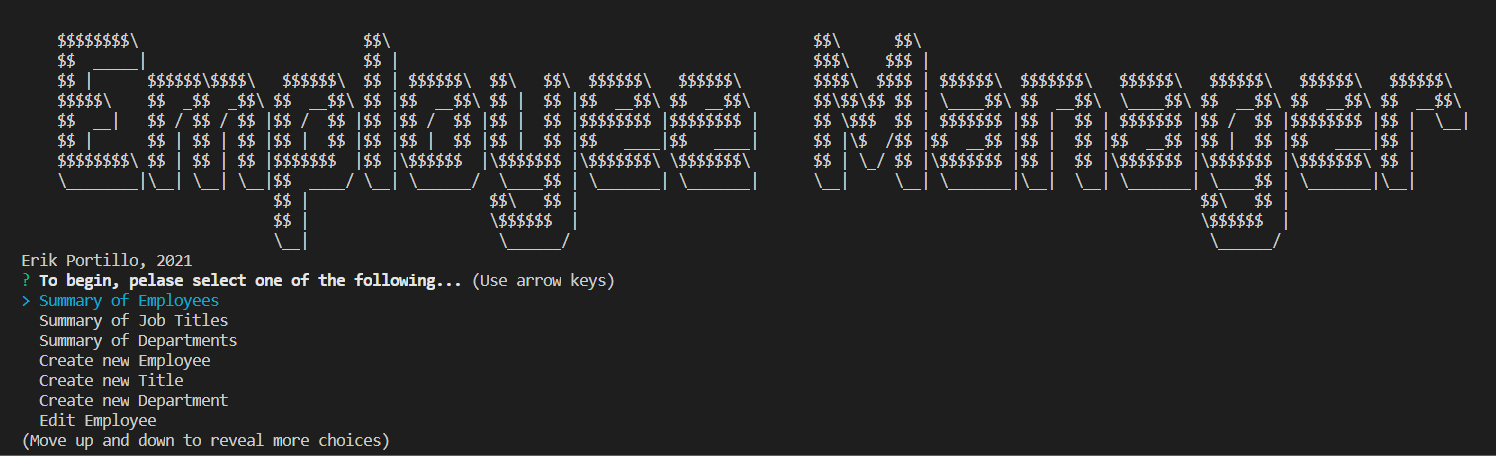 Employee Manager
Erik Portillo, 2021
? To begin, pelase select one of the following... (Use arrow keys)
> Summary of Employees
Summary of Job Titles
Summary of Departments
Create new Employee
Create new Title
Create new Department
Edit Employee
(Move up and down to reveal more choices)